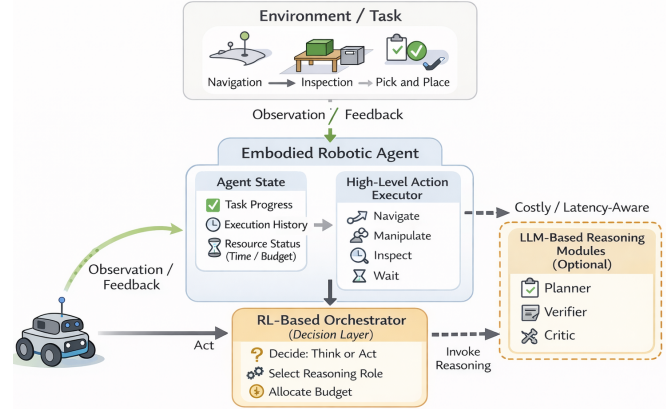 Environment / Task
Navigation
Inspection
Pick and Place
Observation / Feedback
Embodied Robotic Agent
Agent State
Task Progress
Execution History
Resource Status
(Time / Budget)
High-Level Action
Executor
Navigate
Manipulate
Inspect
Wait
Costly / Latency-Aware
LLM-Based Reasoning
Modules
(Optional)
Planner
Verifier
Critic
Observation /
Feedback
Act
RL-Based Orchestrator
(Decision Layer)
Decide: Think or Act
Select Reasoning Role
Allocate Budget
Invoke
Reasoning